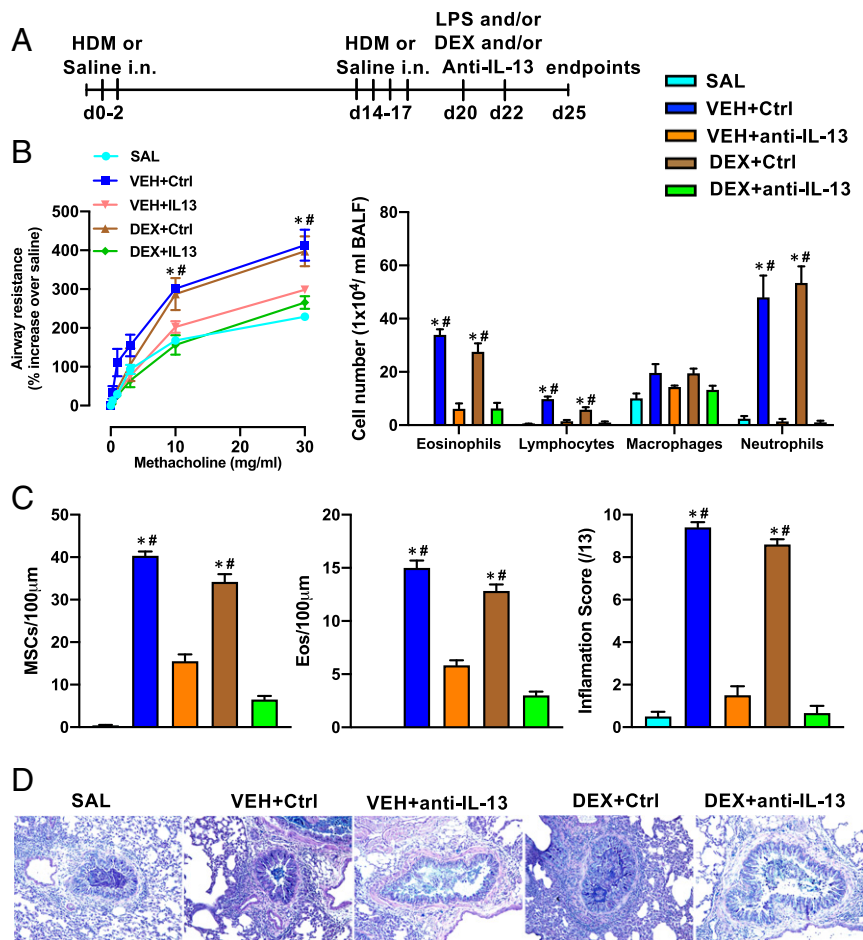 A
HDM or
Saline i.n.
HDM or
Saline i.n.
LPS and/or
DEX and/or
Anti-IL-13
endpoints
d0-2
d14-17
d20
d22
d25
SAL
VEH+Ctrl
VEH+anti-IL-13
DEX+Ctrl
DEX+anti-IL-13
B
SAL
VEH+Ctrl
VEH+IL13
DEX+Ctrl
DEX+IL13
Airway resistance
(% increase over saline)
500
400
300
200
100
0
*#
*#
0
10
20
30
Methacholine (mg/ml)
Cell number (1x10⁴/ ml BALF)
80
60
40
20
0
*#
*#
*#
*#
*#
*#
Eosinophils
Lymphocytes
Macrophages
Neutrophils
C
MSCs/100µm
50
40
30
20
10
0
*#
*#
Eos/100µm
20
15
10
5
0
*#
*#
Inflamation Score (/13)
10
8
6
4
2
0
*#
*#
D
SAL
VEH+Ctrl
VEH+anti-IL-13
DEX+Ctrl
DEX+anti-IL-13